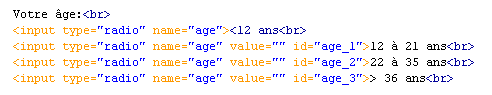 Votre âge:<br>
<input type="radio" name="age"><12 ans<br>
<input type="radio" name="age" value="" id="age_1">12 à 21 ans<br>
<input type="radio" name="age" value="" id="age_2">22 à 35 ans<br>
<input type="radio" name="age" value="" id="age_3">> 36 ans<br>